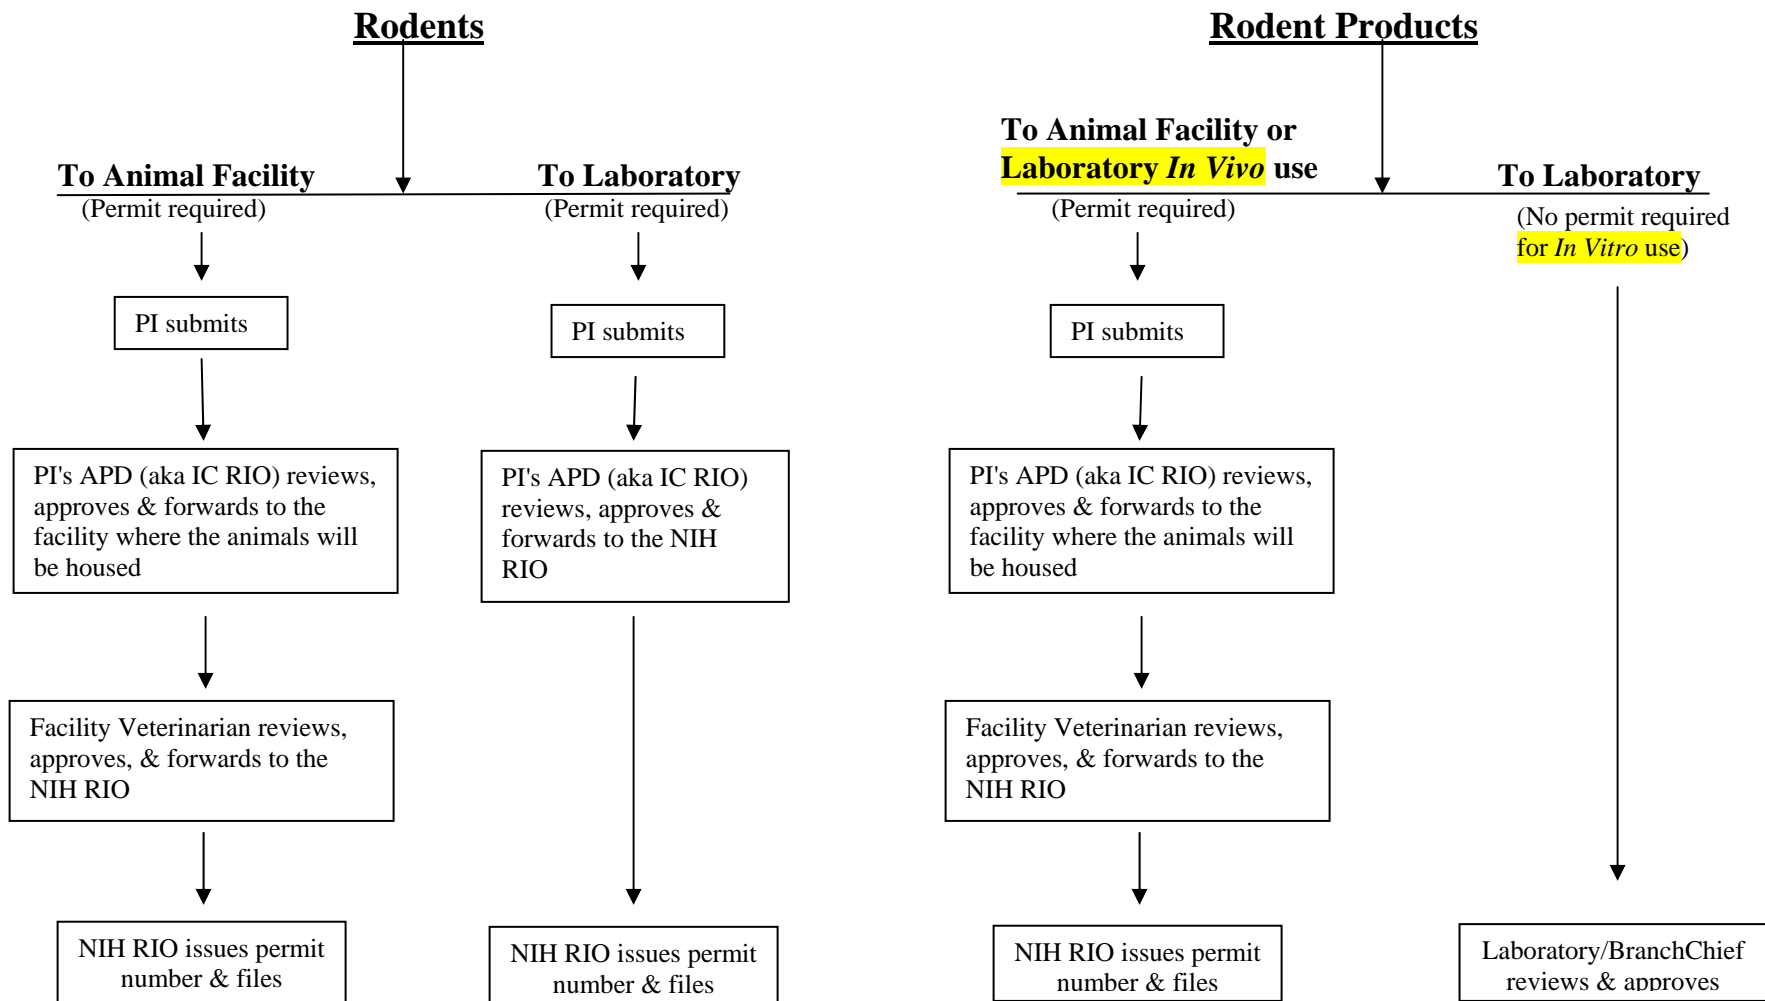 Rodents
To Animal Facility
(Permit required)
PI submits
PI's APD (aka IC RIO) reviews,
approves & forwards to the
facility where the animals will
be housed
Facility Veterinarian reviews,
approves, & forwards to the
NIH RIO
NIH RIO issues permit
number & files
To Laboratory
(Permit required)
PI submits
PI's APD (aka IC RIO)
reviews, approves &
forwards to the NIH
RIO
NIH RIO issues permit
number & files
Rodent Products
To Animal Facility or
Laboratory In Vivo use
(Permit required)
PI submits
PI's APD (aka IC RIO) reviews,
approves & forwards to the
facility where the animals will
be housed
Facility Veterinarian reviews,
approves, & forwards to the
NIH RIO
NIH RIO issues permit
number & files
To Laboratory
(No permit required
for In Vitro use)
Laboratory/BranchChief
reviews & approves